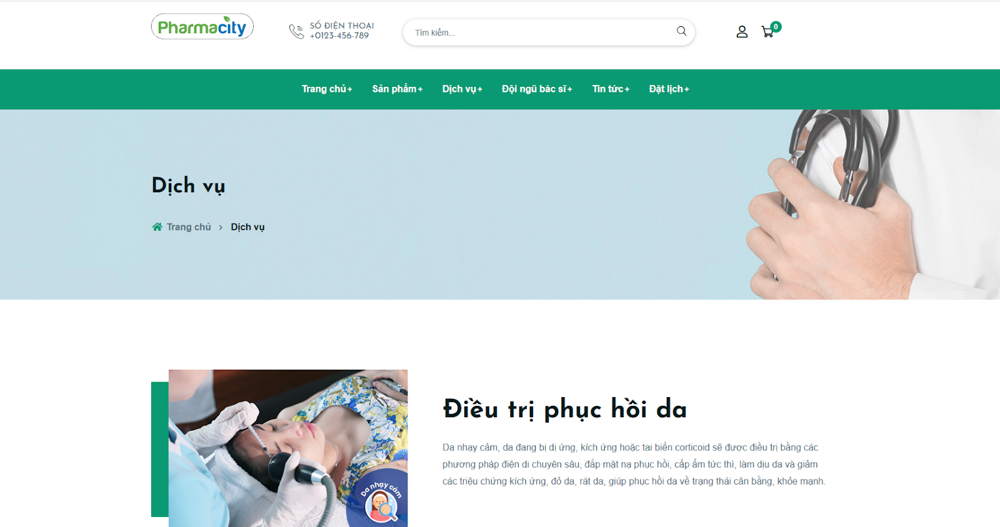 Pharmacity
SỐ ĐIỆN THOẠI
+0123-456-789
Tìm kiếm...
0
Trang chủ+ Sản phẩm+ Dịch vụ+ Đội ngũ bác sĩ+ Tin tức+ Đặt lịch+
Dịch vụ
Trang chủ > Dịch vụ
Da nhạy cảm
Điều trị phục hồi da
Da nhạy cảm, da đang bị dị ứng, kích ứng hoặc tai biến corticoid sẽ được điều trị bằng các
phương pháp điện di chuyên sâu, đắp mặt nạ phục hồi, cấp ẩm tức thì, làm dịu da và giảm
các triệu chứng kích ứng, đỏ da, rát da, giúp phục hồi da về trạng thái cân bằng, khỏe mạnh.